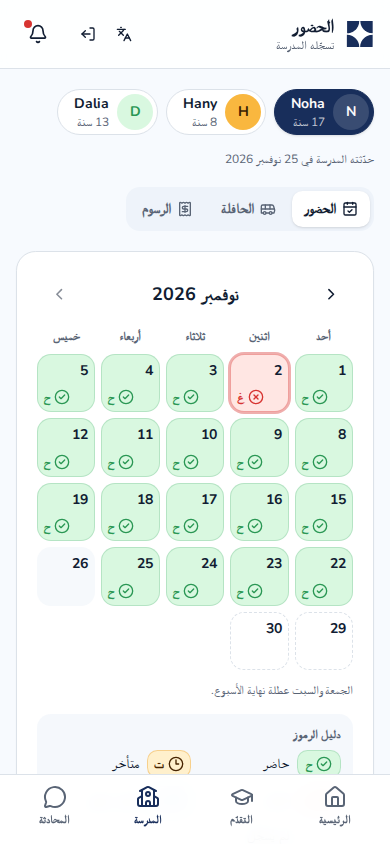 الحضور
تسجّله المدرسة
N
Noha
17 سنة
H
Hany
8 سنة
D
Dalia
13 سنة
حدّثته المدرسة في 25 نوفمبر 2026
الحضور
الحافلة
الرسوم
نوفمبر 2026
أحد اثنين ثلاثاء أربعاء خميس
1 2 3 4 5
ح غ ح ح ح
8 9 10 11 12
ح ح ح ح ح
15 16 17 18 19
ح ح ح ح ح
22 23 24 25 26
ح ح ح ح
29 30
الجمعة والسبت عطلة نهاية الأسبوع.
دليل الرموز
ح حاضر ت متأخر
الرئيسية التقدّم المدرسة المحادثة